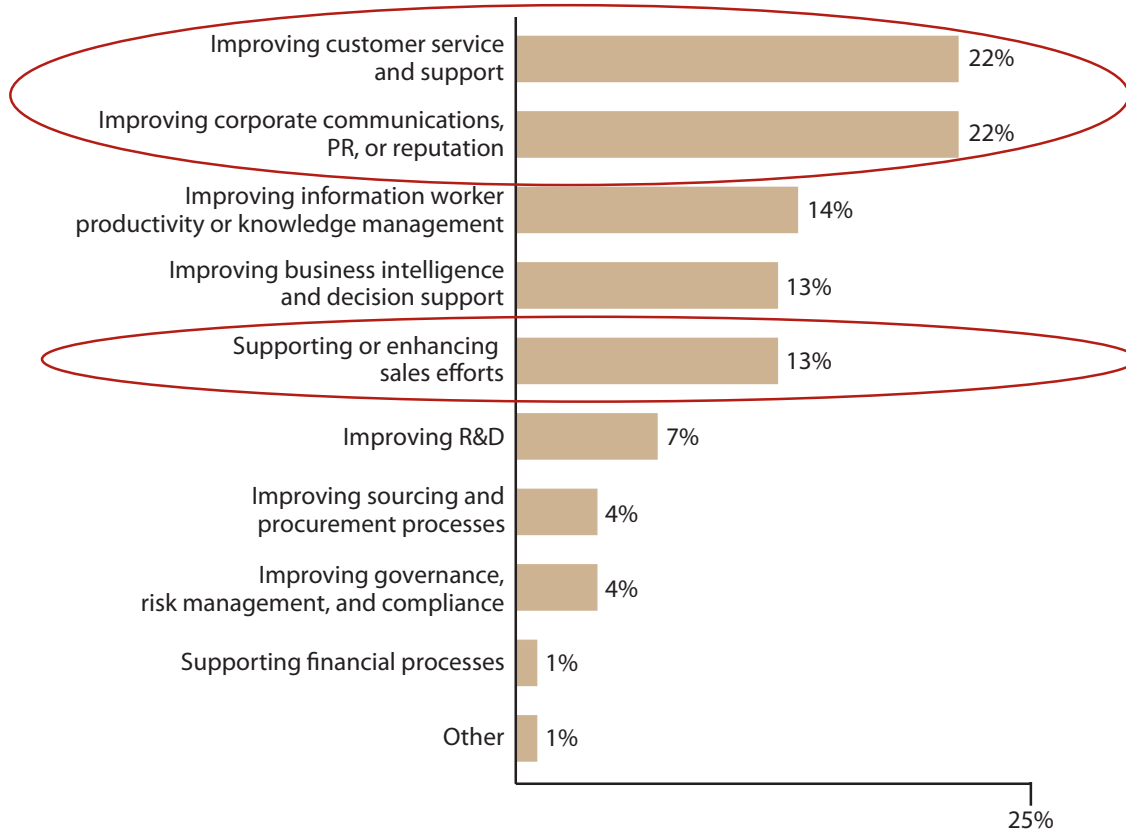 Improving customer service
and support
22%
Improving corporate communications,
PR, or reputation
22%
Improving information worker
productivity or knowledge management
14%
Improving business intelligence
and decision support
13%
Supporting or enhancing
sales efforts
13%
Improving R&D
7%
Improving sourcing and
procurement processes
4%
Improving governance,
risk management, and compliance
4%
Supporting financial processes
1%
Other
1%
25%